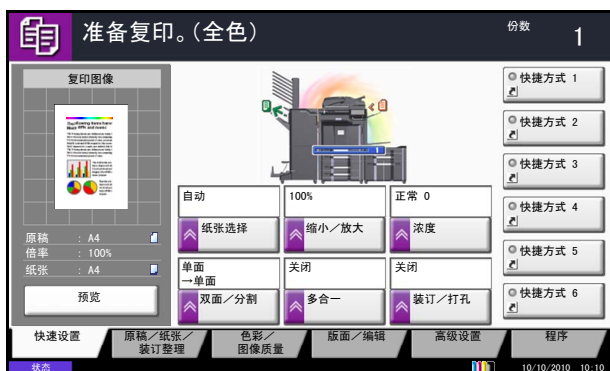 准备复印。(全色)
份数
1
复印图像
原稿 : A4
倍率 : 100%
纸张 : A4
预览
自动
纸张选择
100%
缩小/放大
正常 0
浓度
单面
→单面
双面/分割
关闭
多合一
关闭
装订/打孔
快捷方式 1
快捷方式 2
快捷方式 3
快捷方式 4
快捷方式 5
快捷方式 6
快速设置
原稿/纸张/
装订整理
色彩/
图像质量
版面/编辑
高级设置
程序
状态
10/10/2010 10:10